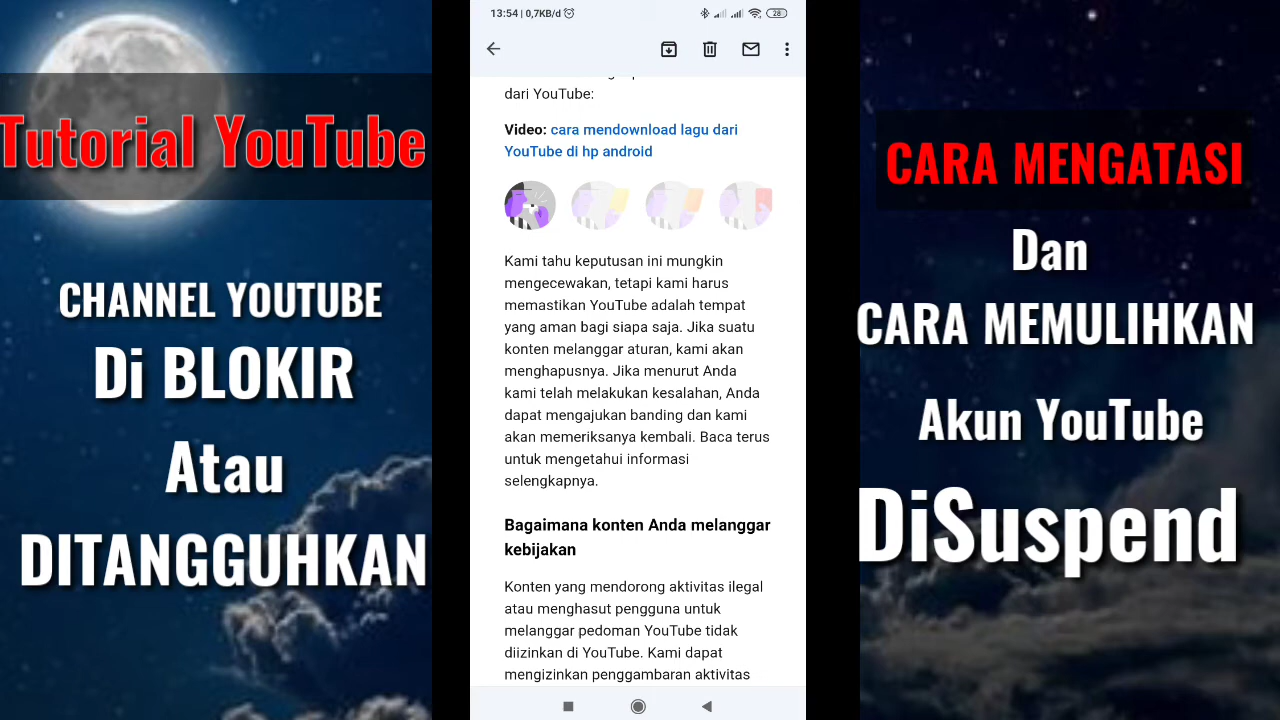 Tutorial YouTube
CHANNEL YOUTUBE
Di BLOKIR
Atau
DITANGGUHKAN
13:54 | 0,7KB/d
28
dari YouTube:
Video: cara mendownload lagu dari
YouTube di hp android
Kami tahu keputusan ini mungkin
mengecewakan, tetapi kami harus
memastikan YouTube adalah tempat
yang aman bagi siapa saja. Jika suatu
konten melanggar aturan, kami akan
menghapusnya. Jika menurut Anda
kami telah melakukan kesalahan, Anda
dapat mengajukan banding dan kami
akan memeriksanya kembali. Baca terus
untuk mengetahui informasi
selengkapnya.
Bagaimana konten Anda melanggar
kebijakan
Konten yang mendorong aktivitas ilegal
atau menghasut pengguna untuk
melanggar pedoman YouTube tidak
diizinkan di YouTube. Kami dapat
mengizinkan penggambaran aktivitas
CARA MENGATASI
Dan
CARA MEMULIHKAN
Akun YouTube
DiSuspend